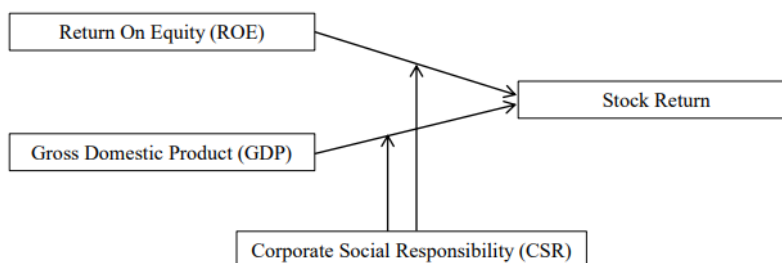 Return On Equity (ROE)
Stock Return
Gross Domestic Product (GDP)
Corporate Social Responsibility (CSR)